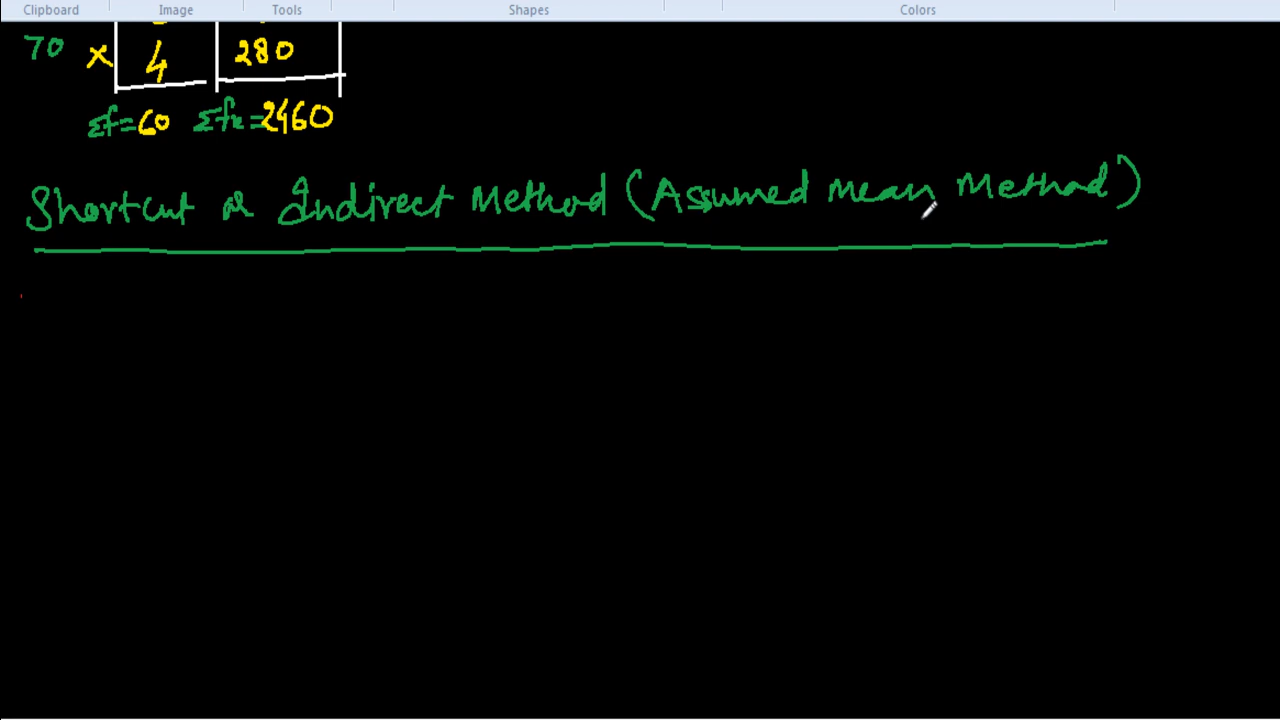 Clipboard Image Tools Shapes Colors
70 × 4 280
Σf=60 Σfx=2460
Shortcut or Indirect Method (Assumed Mean Method)